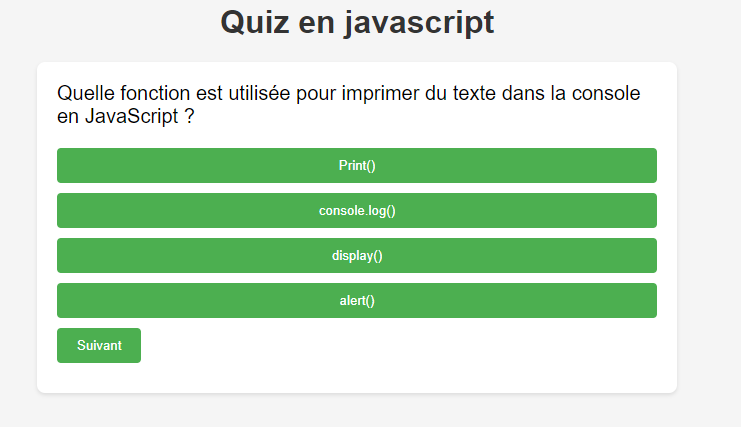 Quiz en javascript
Quelle fonction est utilisée pour imprimer du texte dans la console
en JavaScript ?
Print()
console.log()
display()
alert()
Suivant